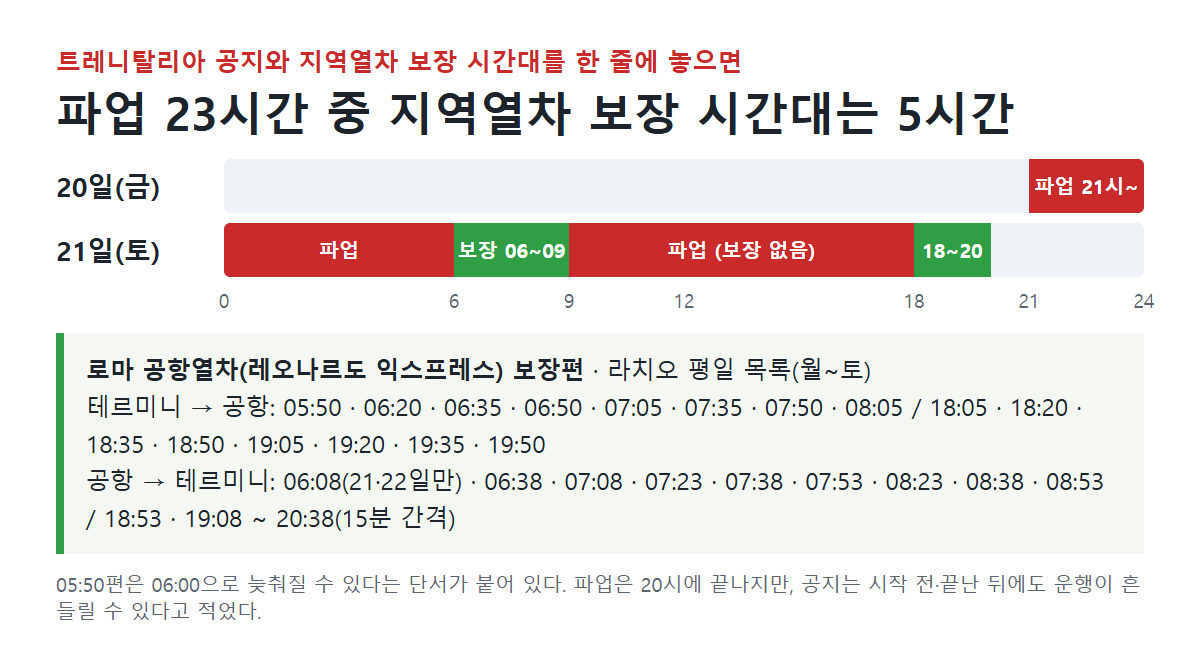 트레니탈리아 공지와 지역열차 보장 시간대를 한 줄에 놓으면
파업 23시간 중 지역열차 보장 시간대는 5시간
20일(금)
파업 21시~
21일(토)
파업
보장 06~09
파업 (보장 없음)
18~20
0 6 9 12 18 21 24
로마 공항열차(레오나르도 익스프레스) 보장편 · 라치오 평일 목록(월~토)
테르미니 → 공항: 05:50 · 06:20 · 06:35 · 06:50 · 07:05 · 07:35 · 07:50 · 08:05 / 18:05 · 18:20 ·
18:35 · 18:50 · 19:05 · 19:20 · 19:35 · 19:50
공항 → 테르미니: 06:08(21·22일만) · 06:38 · 07:08 · 07:23 · 07:38 · 07:53 · 08:23 · 08:38 · 08:53
/ 18:53 · 19:08 ~ 20:38(15분 간격)
05:50편은 06:00으로 늦춰질 수 있다는 단서가 붙어 있다. 파업은 20시에 끝나지만, 공지는 시작 전·끝난 뒤에도 운행이 흔
들릴 수 있다고 적었다.